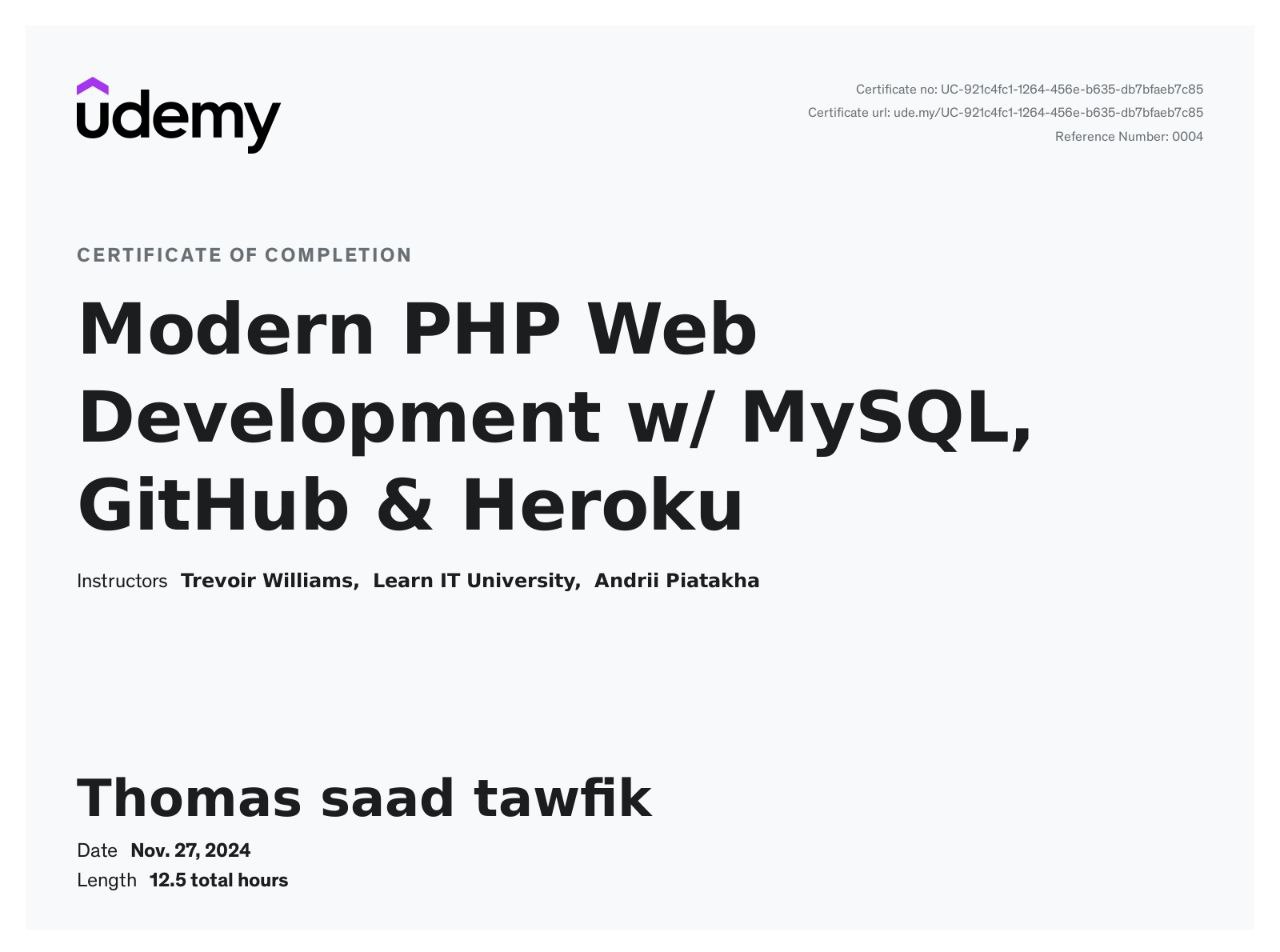 udemy
Certificate no: UC-921c4fc1-1264-456e-b635-db7bfaeb7c85
Certificate url: ude.my/UC-921c4fc1-1264-456e-b635-db7bfaeb7c85
Reference Number: 0004
CERTIFICATE OF COMPLETION
Modern PHP Web
Development w/ MySQL,
GitHub & Heroku
Instructors Trevoir Williams, Learn IT University, Andrii Piatakha
Thomas saad tawfik
Date Nov. 27, 2024
Length 12.5 total hours